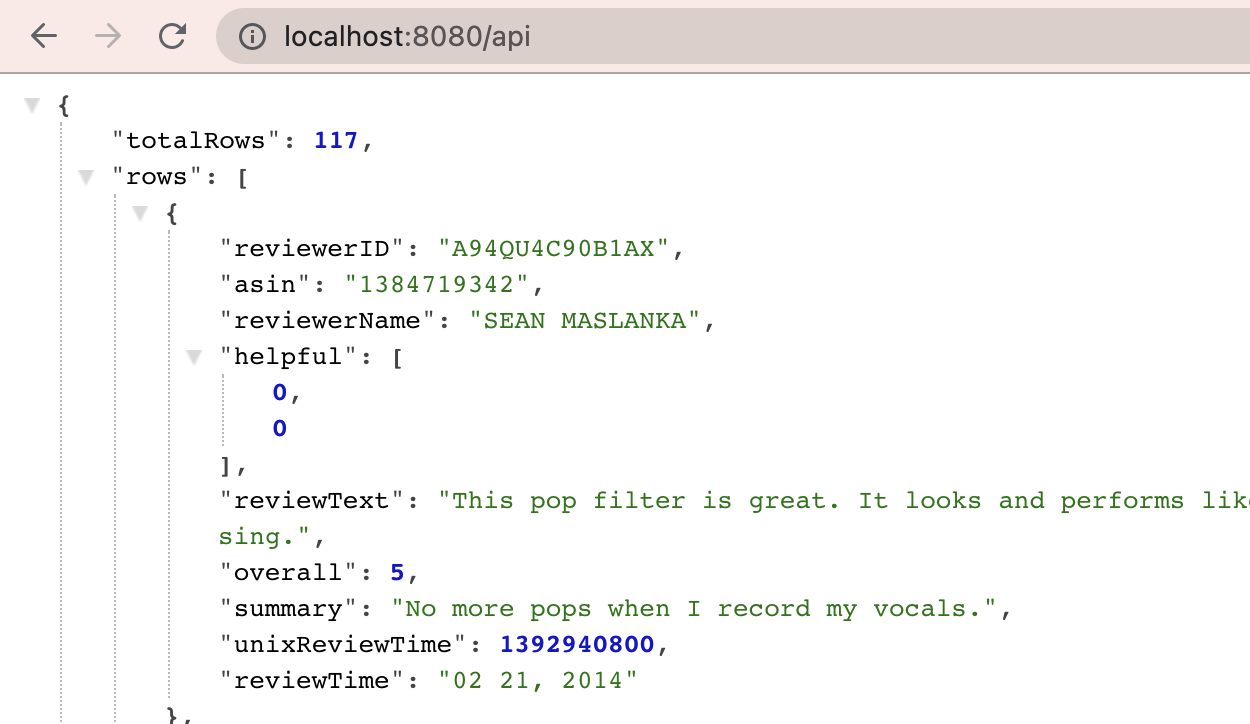 localhost:8080/api
{
"totalRows": 117,
"rows": [
{
"reviewerID": "A94QU4C90B1AX",
"asin": "1384719342",
"reviewerName": "SEAN MASLANKA",
"helpful": [
0,
0
],
"reviewText": "This pop filter is great. It looks and performs lik
sing.",
"overall": 5,
"summary": "No more pops when I record my vocals.",
"unixReviewTime": 1392940800,
"reviewTime": "02 21, 2014"
},